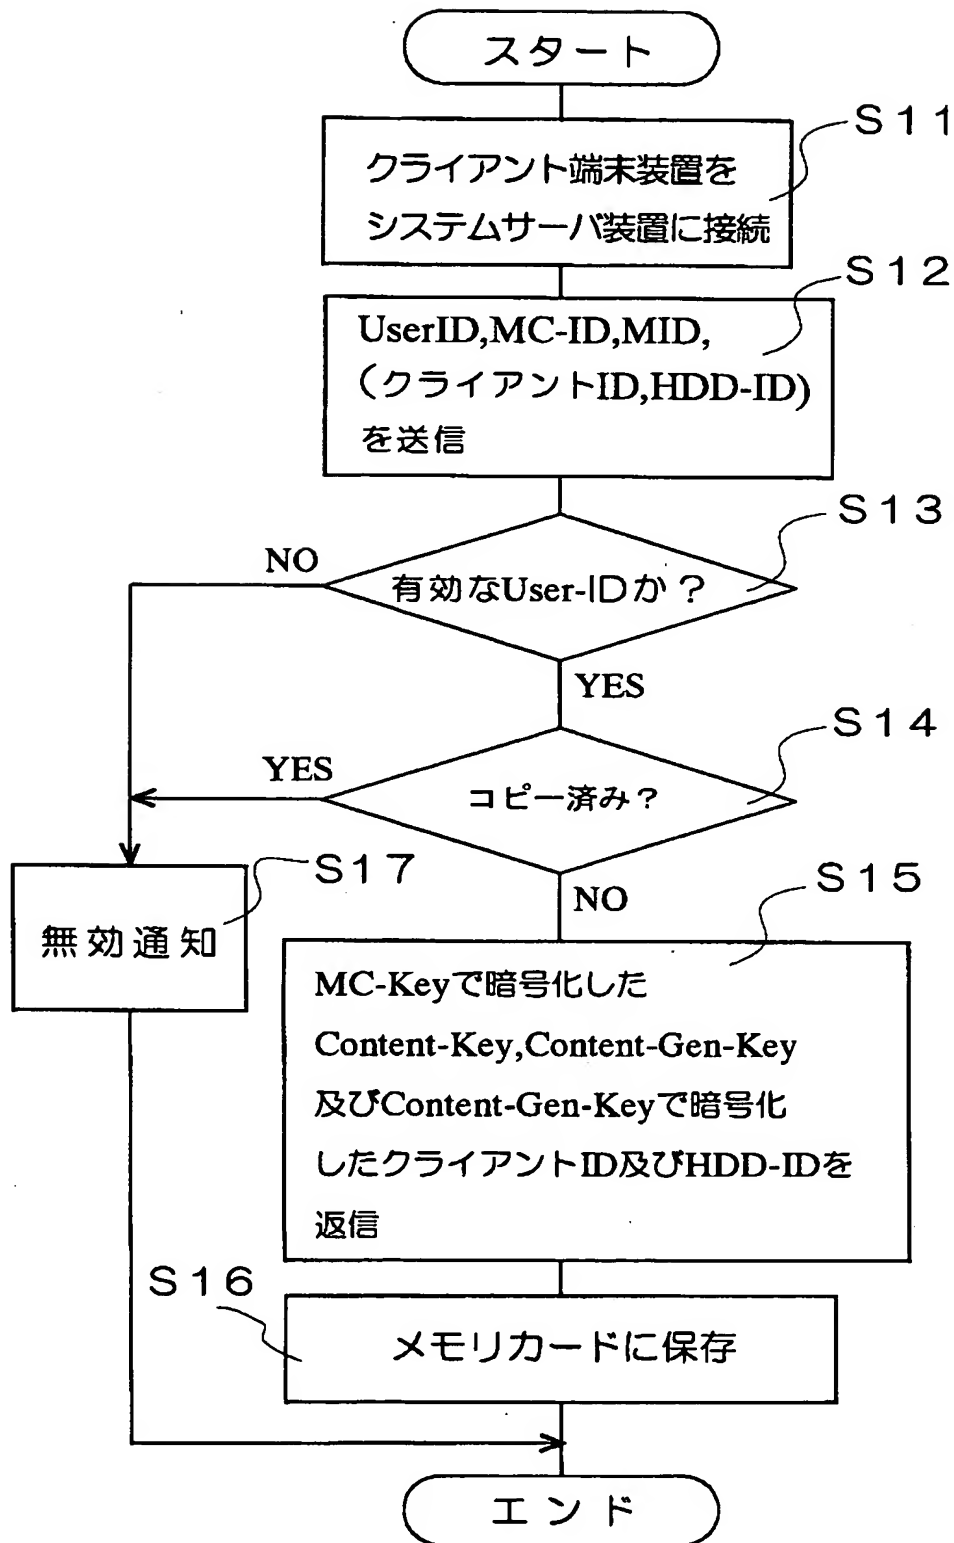 スタート
S11
クライアント端末装置を
システムサーバ装置に接続
S12
UserID,MC-ID,MID,
(クライアントID,HDD-ID)
を送信
S13
NO
有効なUser-IDか?
YES
S14
YES
コピー済み?
S17
無効通知
NO
S15
MC-Keyで暗号化した
Content-Key,Content-Gen-Key
及びContent-Gen-Keyで暗号化
したクライアントID及びHDD-IDを
返信
S16
メモリカードに保存
エンド